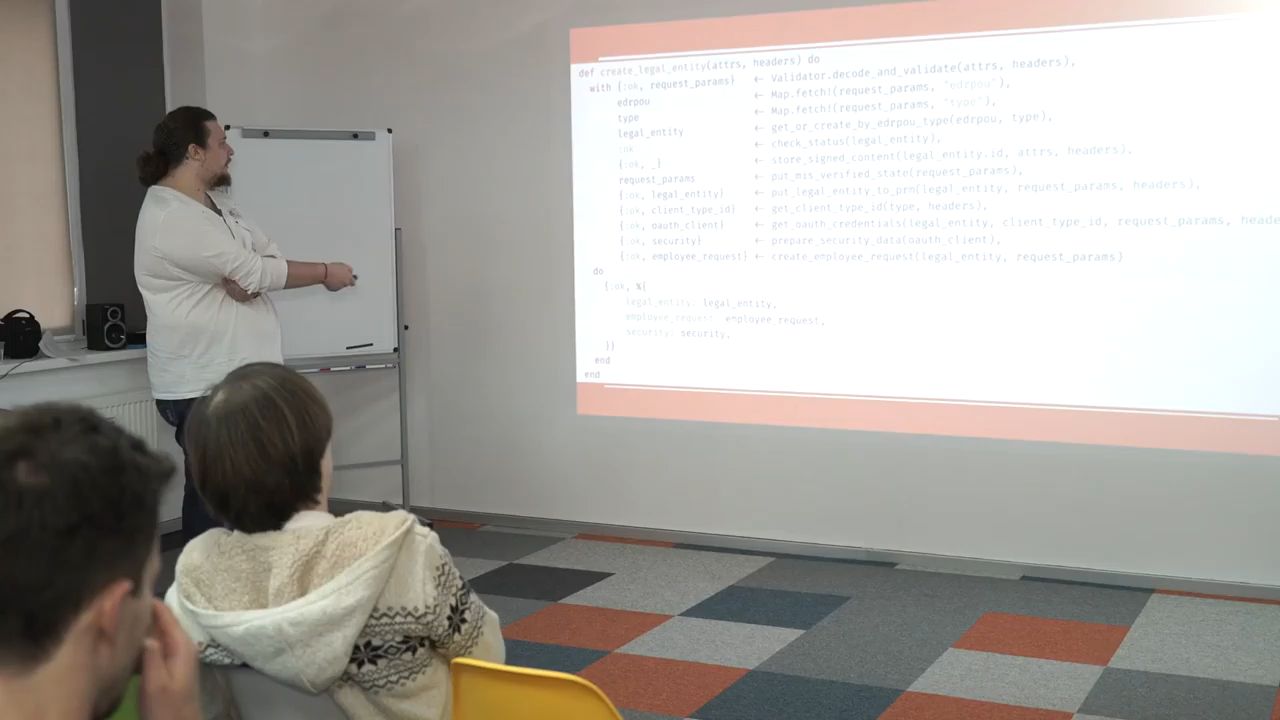 def create_legal_entity(attrs, headers) do
with {:ok, request_params} <- Validator.decode_and_validate(attrs, headers),
edrpou <- Map.fetch!(request_params, "edrpou"),
type <- Map.fetch!(request_params, "type"),
legal_entity <- get_or_create_by_edrpou_type(edrpou, type),
:ok <- check_status(legal_entity),
{:ok, _} <- store_signed_content(legal_entity.id, attrs, headers),
request_params <- put_mis_verified_state(request_params),
{:ok, legal_entity} <- put_legal_entity_to_prm(legal_entity, request_params, headers),
{:ok, client_type_id} <- get_client_type_id(type, headers),
{:ok, oauth_client} <- get_oauth_credentials(legal_entity, client_type_id, request_params, heade
{:ok, security} <- prepare_security_data(oauth_client),
{:ok, employee_request} <- create_employee_request(legal_entity, request_params)
do
{:ok, %{
legal_entity: legal_entity,
employee_request: employee_request,
security: security,
}}
end
end